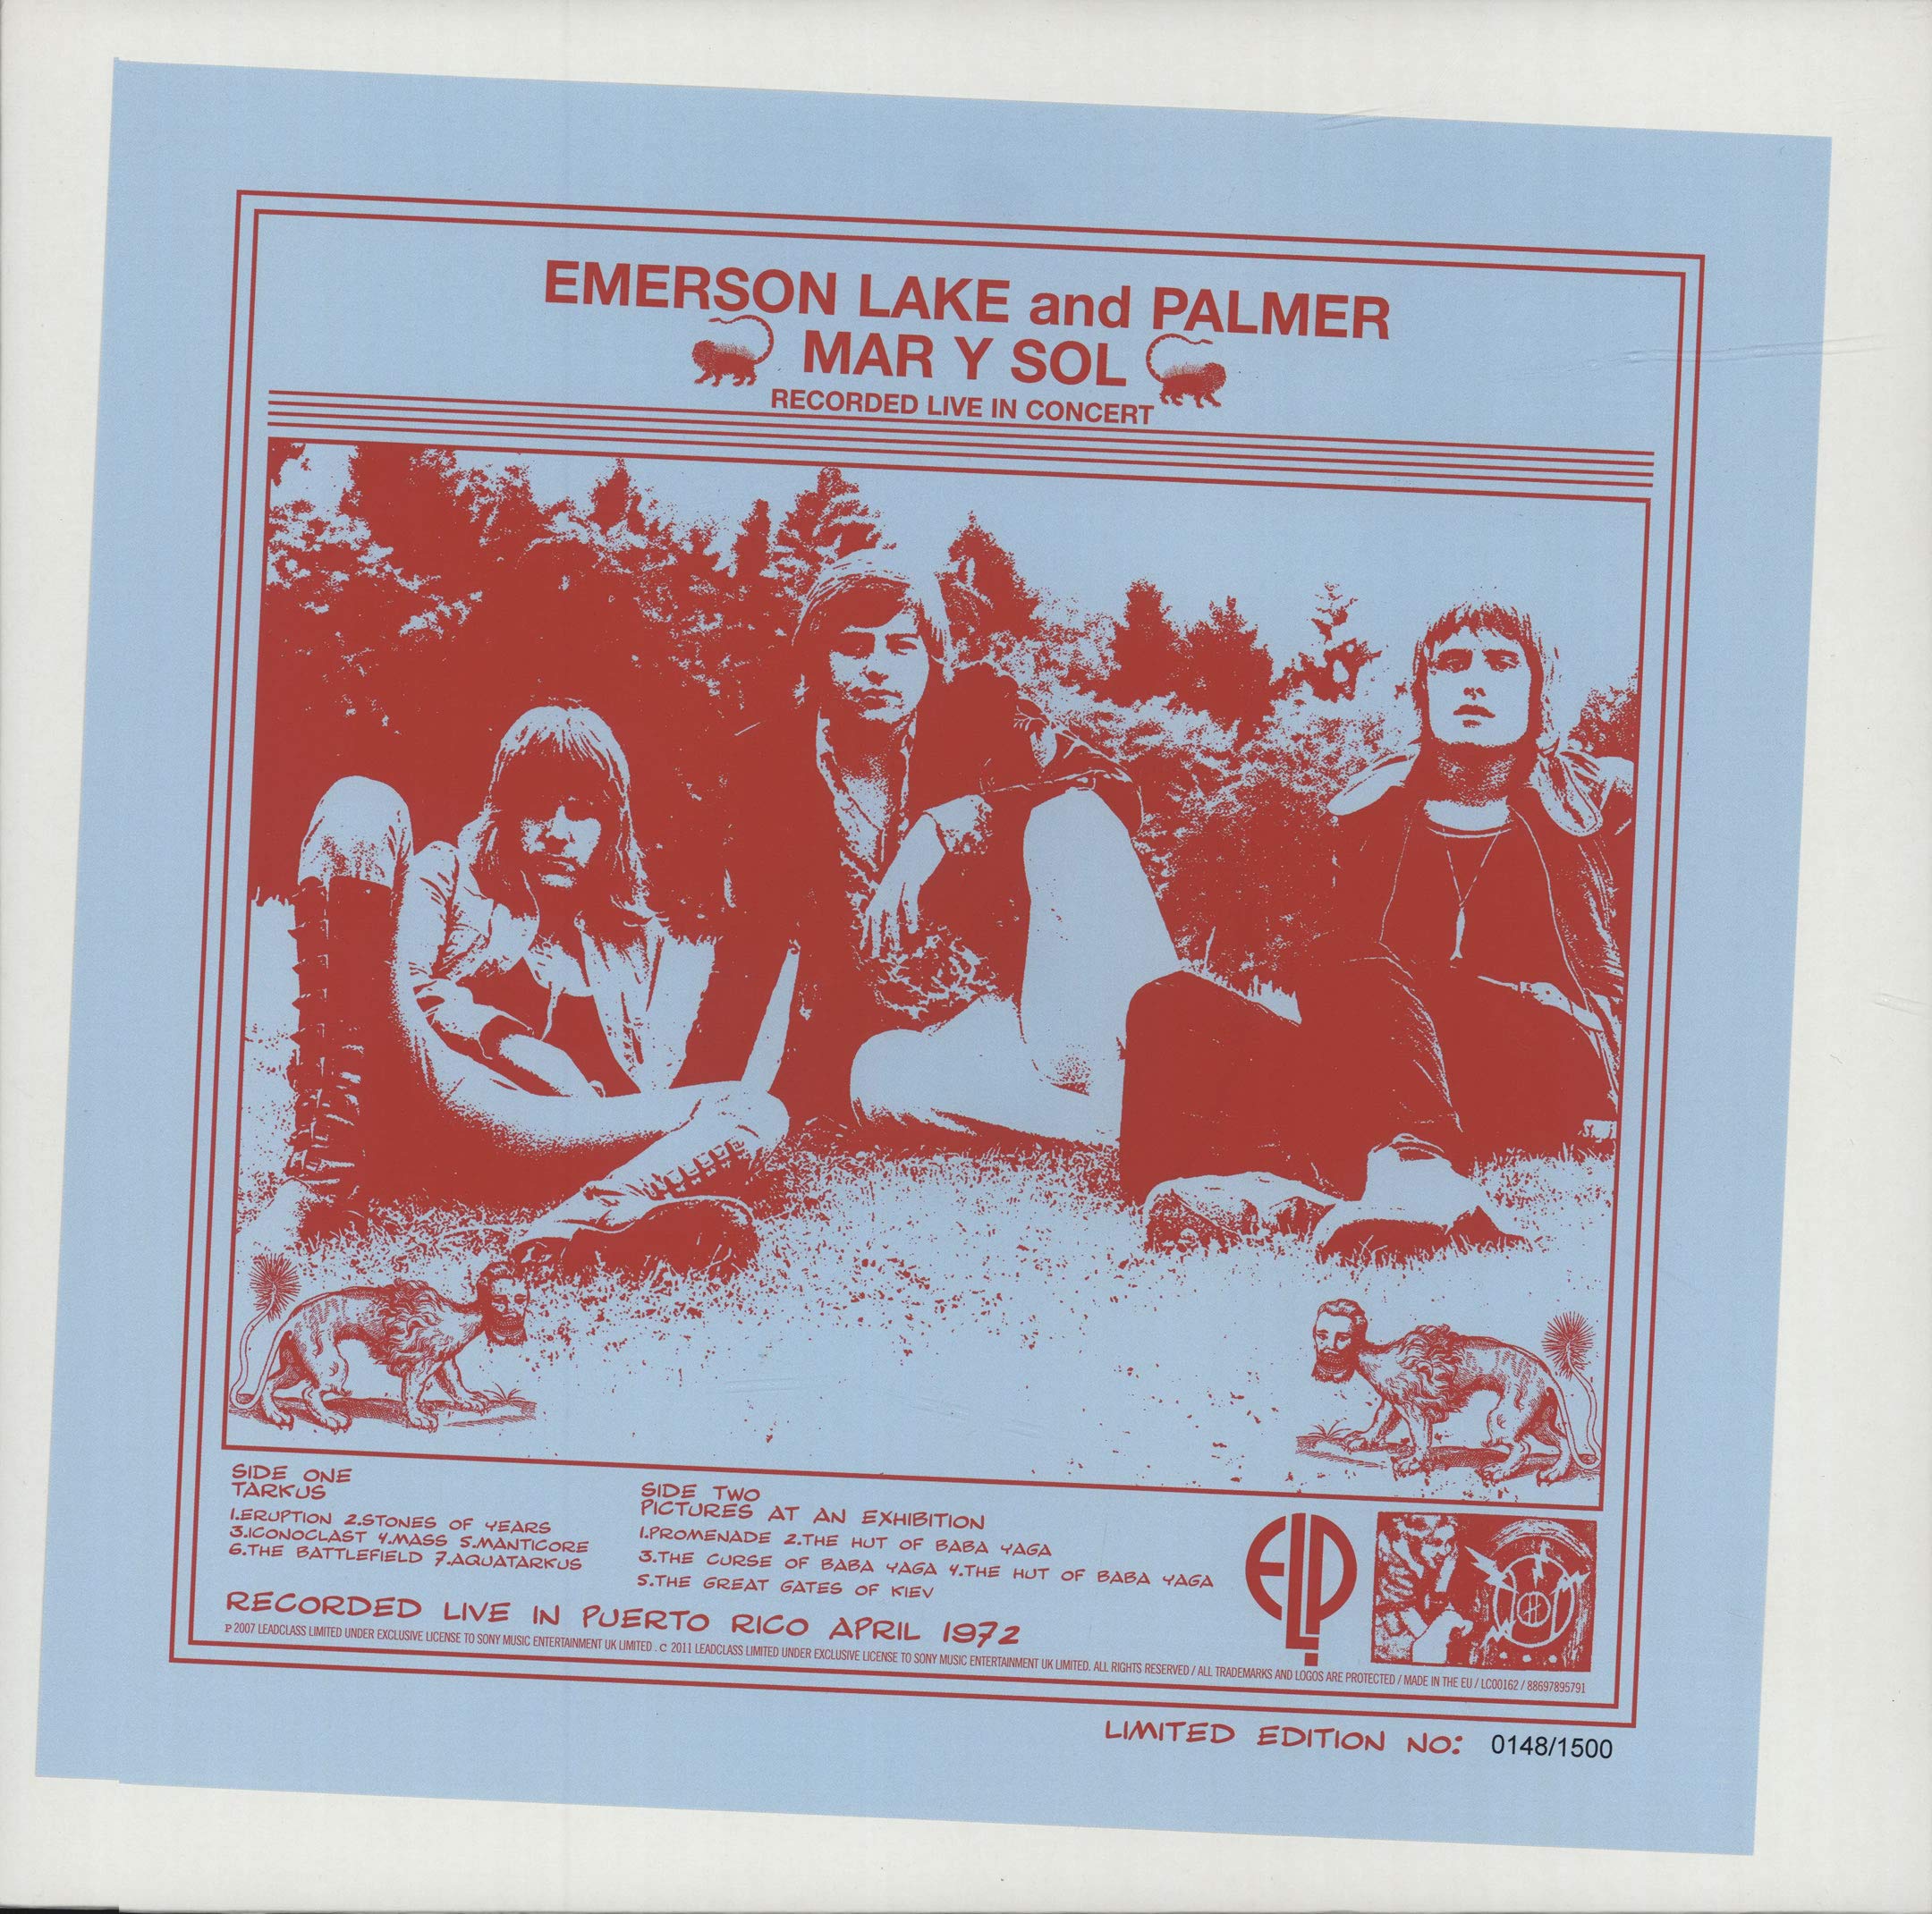 EMERSON LAKE and PALMER
MAR Y SOL
RECORDED LIVE IN CONCERT
SIDE ONE
TARKUS
1.ERUPTION 2.STONES OF YEARS
3.ICONOCLAST 4.MASS 5.MANTICORE
6.THE BATTLEFIELD 7.AQUATARKUS
SIDE TWO
PICTURES AT AN EXHIBITION
1.PROMENADE 2.THE HUT OF BABA YAGA
3.THE CURSE OF BABA YAGA 4.THE HUT OF BABA YAGA
5.THE GREAT GATES OF KIEV
ELP
RECORDED LIVE IN PUERTO RICO APRIL 1972
P 2007 LEADCLASS LIMITED UNDER EXCLUSIVE LICENSE TO SONY MUSIC ENTERTAINMENT UK LIMITED . C 2011 LEADCLASS LIMITED UNDER EXCLUSIVE LICENSE TO SONY MUSIC ENTERTAINMENT UK LIMITED. ALL RIGHTS RESERVED / ALL TRADEMARKS AND LOGOS ARE PROTECTED / MADE IN THE EU / LC00162 / 88697895791
LIMITED EDITION NO: 0148/1500